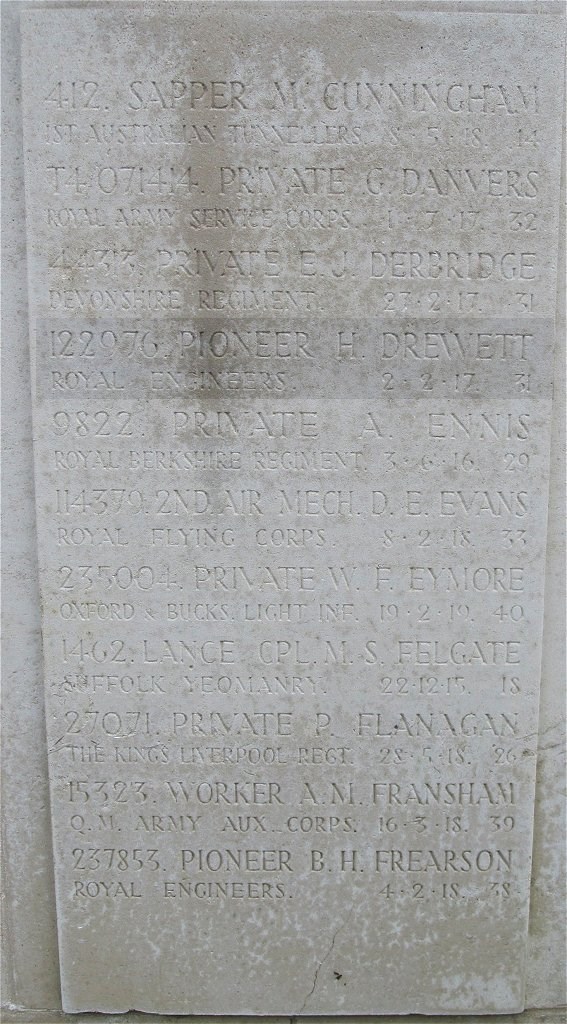 412. SAPPER M. CUNNINGHAM
1ST AUSTRALIAN TUNNELLERS. 8·5·18. 14
T4/071414. PRIVATE G. DANVERS
ROYAL ARMY SERVICE CORPS. 1·7·17. 32
44313. PRIVATE E. J. DERBRIDGE
DEVONSHIRE REGIMENT. 27·2·17. 31
122976. PIONEER H. DREWETT
ROYAL ENGINEERS. 2·2·17. 31
9822. PRIVATE A. ENNIS
ROYAL BERKSHIRE REGIMENT. 3·6·16. 29
114379. 2ND. AIR MECH. D. E. EVANS
ROYAL FLYING CORPS. 8·2·18. 33
235004. PRIVATE W. F. EYMORE
OXFORD & BUCKS. LIGHT INF. 19·2·19. 40
1462. LANCE CPL. M. S. FELGATE
SUFFOLK YEOMANRY. 22·12·15. 18
27071. PRIVATE P. FLANAGAN
THE KINGS LIVERPOOL REGT. 28·5·18. 26
15323. WORKER A. M. FRANSHAM
Q. M. ARMY AUX. CORPS. 16·3·18. 39
237853. PIONEER B. H. FREARSON
ROYAL ENGINEERS. 4·2·18. 38